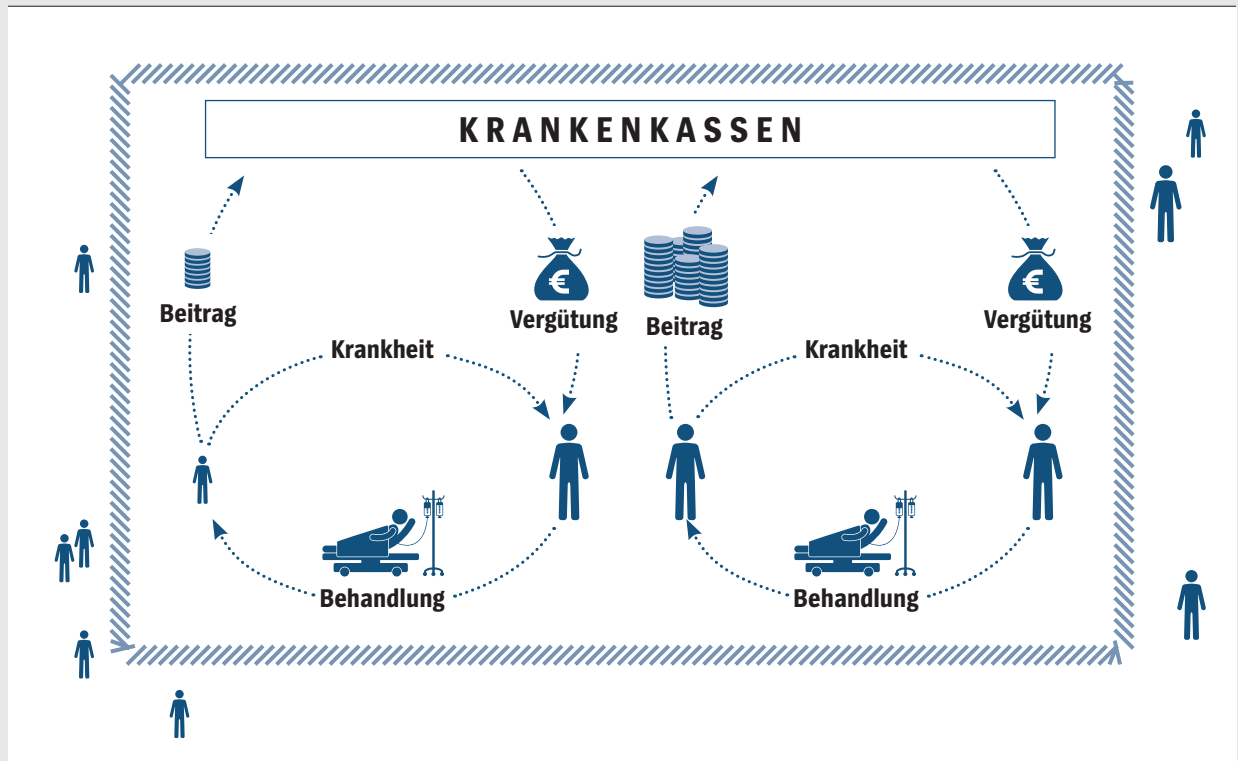 KRANKENKASSEN
Beitrag
Vergütung
Krankheit
Behandlung
Beitrag
Vergütung
Krankheit
Behandlung
€
€